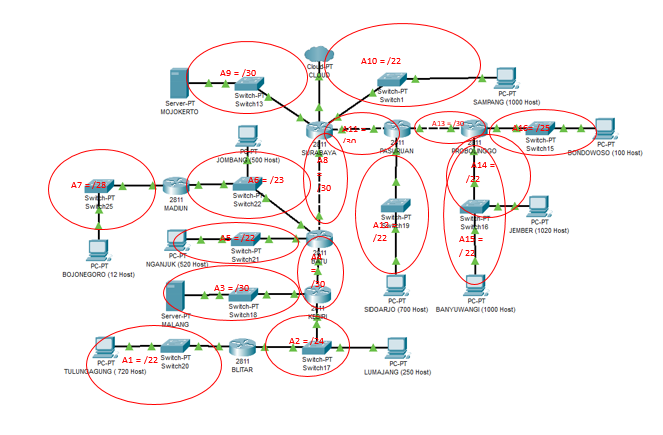 A10 = /22
Cloud-PT
CLOUD
A9 = /30
Switch-PT
Switch1
PC-PT
SAMPANG (1000 Host)
Server-PT
MOJOKERTO
Switch-PT
Switch13
A11 =
/30
A13 = /30
2811
SURABAYA
2811
PASURUAN
2811
PROBOLINGGO
A16 = /25
Switch-PT
Switch15
PC-PT
BONDOWOSO (100 Host)
PC-PT
JOMBANG (500 Host)
A8
=
/30
A14 =
/22
A7 = /28
Switch-PT
Switch25
2811
MADIUN
A6 = /23
Switch-PT
Switch22
/22
Switch19
Switch-PT
Switch16
PC-PT
JEMBER (1020 Host)
A5 = /22
PC-PT
NGANJUK (520 Host)
Switch-PT
Switch21
2811
BATU
A15 =
/ 22
PC-PT
BOJONEGORO (12 Host)
=
/30
A3 = /30
Server-PT
MALANG
Switch-PT
Switch18
2811
KEDIRI
PC-PT
SIDOARJO (700 Host)
PC-PT
BANYUWANGI (1000 Host)
A1 = /22
PC-PT
TULUNGAGUNG ( 720 Host)
Switch-PT
Switch20
2811
BLITAR
A2 = /24
Switch-PT
Switch17
PC-PT
LUMAJANG (250 Host)